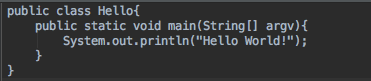 public class Hello{
    public static void main(String[] argv){
        System.out.println("Hello World!");
    }
}